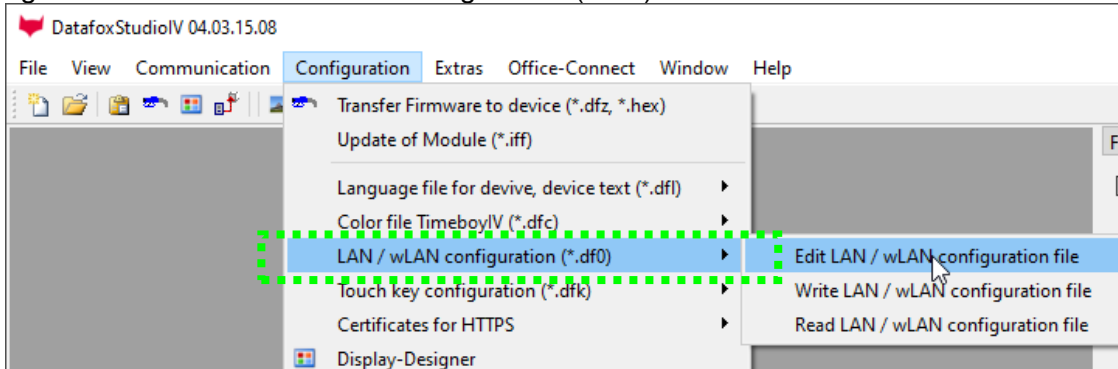 DatafoxStudioIV 04.03.15.08
File View Communication Configuration Extras Office-Connect Window Help
Transfer Firmware to device (*.dfz, *.hex)
Update of Module (*.iff)
Language file for devive, device text (*.dfl)
Color file TimeboyIV (*.dfc)
LAN / wLAN configuration (*.df0)
Edit LAN / wLAN configuration file
Touch key configuration (*.dfk)
Write LAN / wLAN configuration file
Certificates for HTTPS
Read LAN / wLAN configuration file
Display-Designer